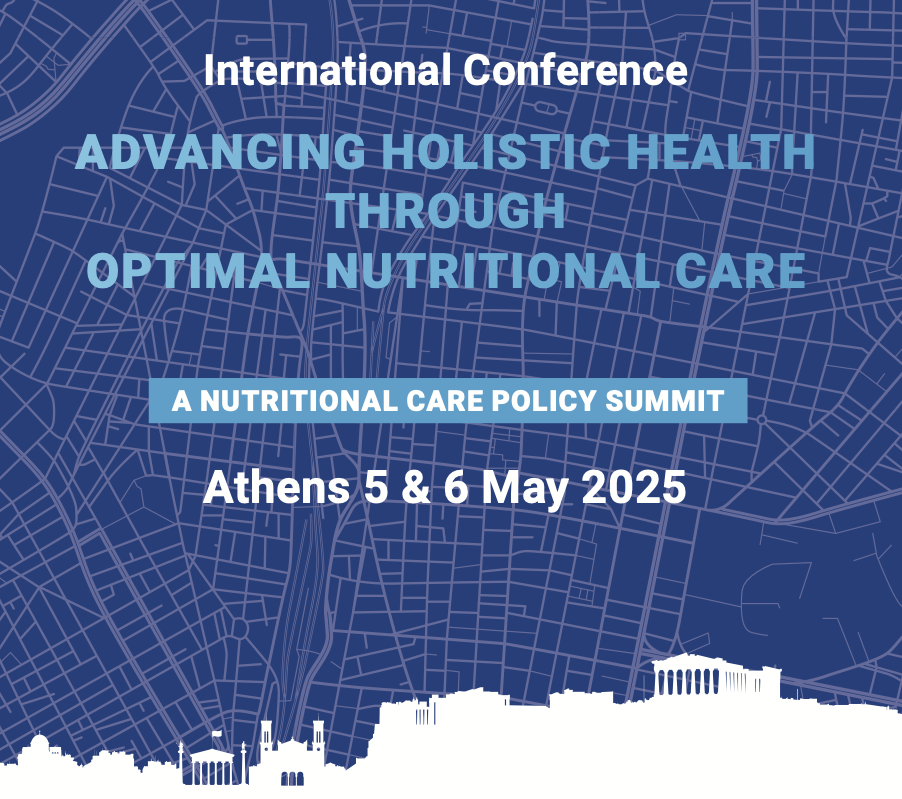 International Conference
ADVANCING HOLISTIC HEALTH
THROUGH
OPTIMAL NUTRITIONAL CARE
A NUTRITIONAL CARE POLICY SUMMIT
Athens 5 & 6 May 2025